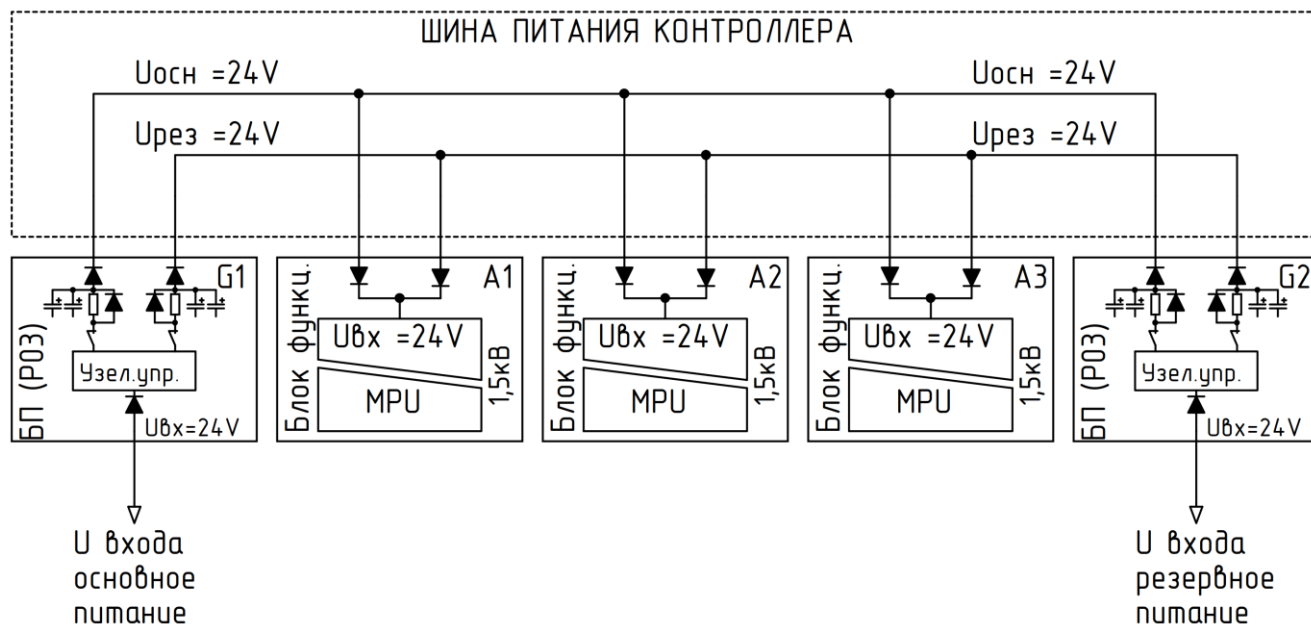 ШИНА ПИТАНИЯ КОНТРОЛЛЕРА
Uосн =24V
Uосн =24V
Uрез =24V
Uрез =24V
G1
БП (Р03)
Узел.упр.
Uвх=24V
U входа
основное
питание
A1
Блок функц.
Uвх =24V
MPU
1,5кВ
A2
Блок функц.
Uвх =24V
MPU
1,5кВ
A3
Блок функц.
Uвх =24V
MPU
1,5кВ
G2
БП (Р03)
Узел.упр.
Uвх=24V
U входа
резервное
питание